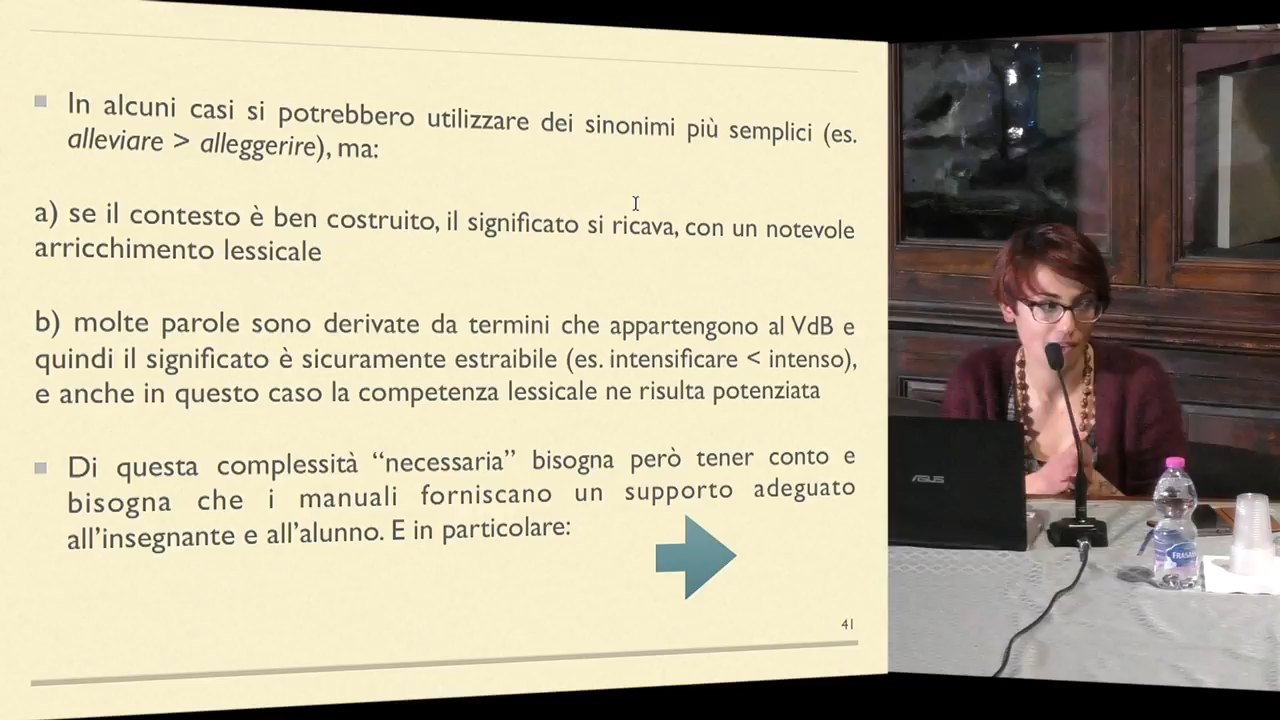 In alcuni casi si potrebbero utilizzare dei sinonimi più semplici (es.
alleviare > alleggerire), ma:
a) se il contesto è ben costruito, il significato si ricava, con un notevole
arricchimento lessicale
b) molte parole sono derivate da termini che appartengono al VdB e
quindi il significato è sicuramente estraibile (es. intensificare < intenso),
e anche in questo caso la competenza lessicale ne risulta potenziata
Di questa complessità “necessaria” bisogna però tener conto e
bisogna che i manuali forniscano un supporto adeguato
all’insegnante e all’alunno. E in particolare:
41
ASUS